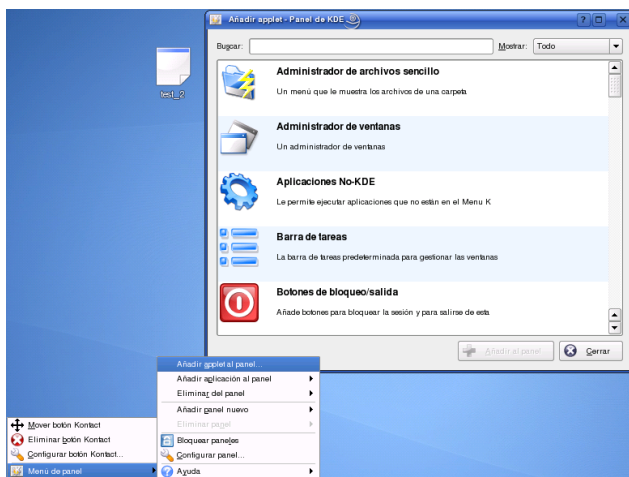 Añadir applet - Panel de KDE
Buscar:
Mostrar: Todo
Administrador de archivos sencillo
Un menú que le muestra los archivos de una carpeta
Administrador de ventanas
Un administrador de ventanas
Aplicaciones No-KDE
Le permite ejecutar aplicaciones que no están en el Menu K
Barra de tareas
La barra de tareas predeterminada para gestionar las ventanas
Botones de bloqueo/salida
Añade botones para bloquear la sesión y para salirse de esta
Añadir al panel
Cerrar
test_2
Añadir applet al panel...
Añadir aplicación al panel
Eliminar del panel
Añadir panel nuevo
Eliminar panel
Bloquear paneles
Configurar panel...
Ayuda
Mover botón Kontact
Eliminar botón Kontact
Configurar botón Kontact...
Menú de panel